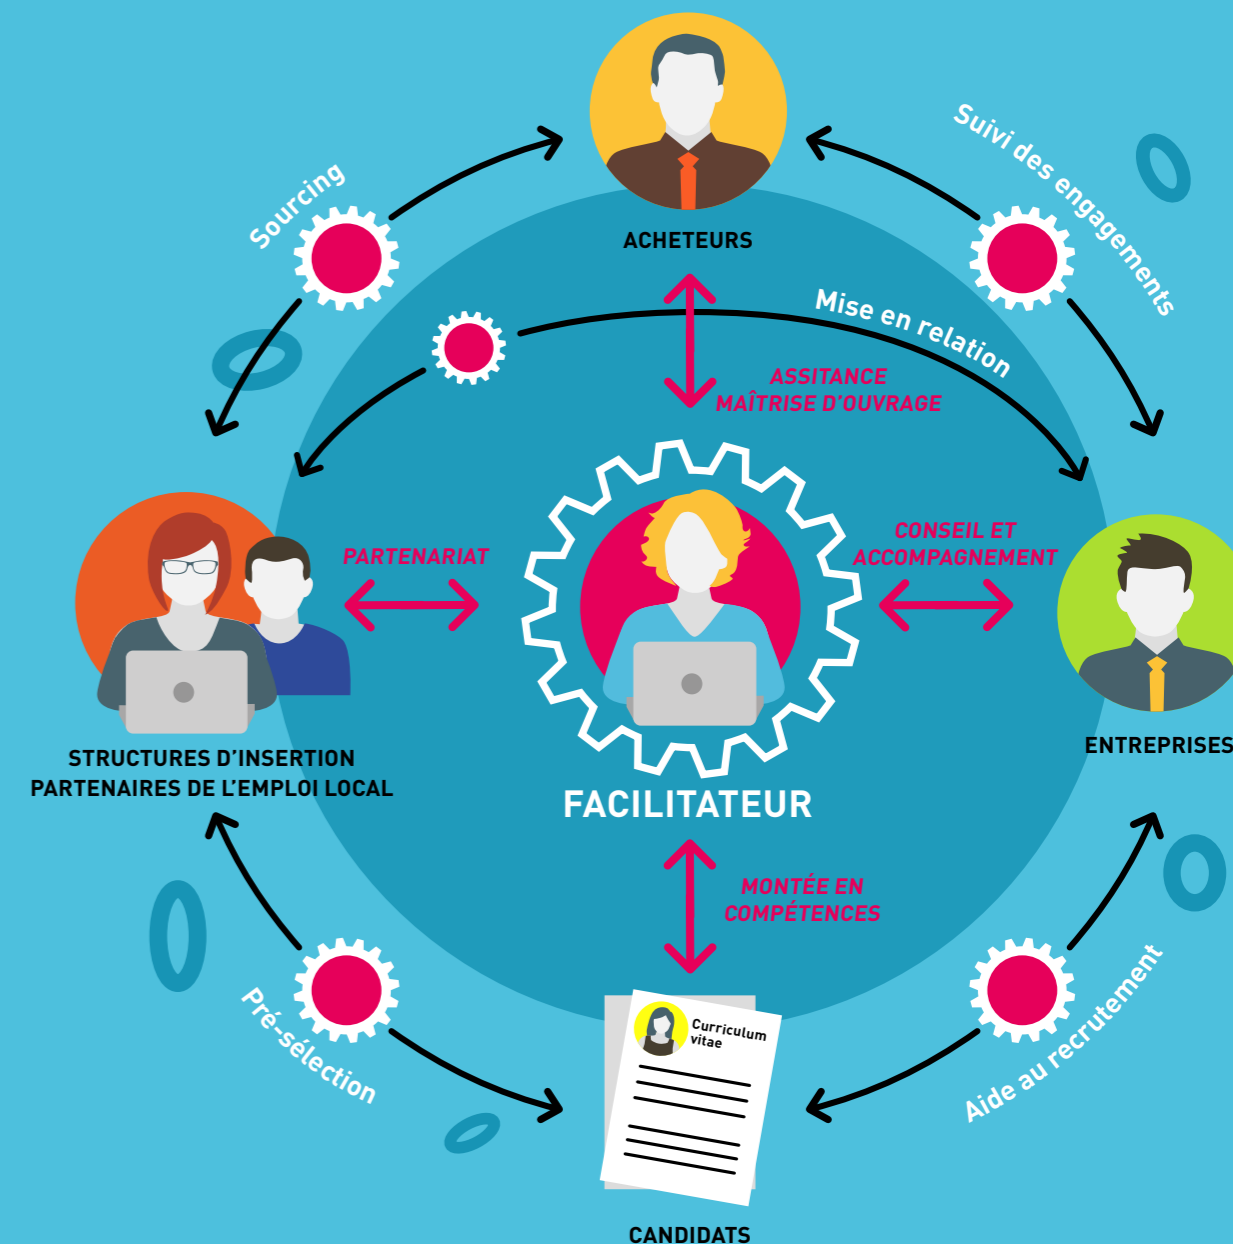 Sourcing
Suivi des engagements
ACHETEURS
Mise en relation
ASSITANCE
MAÎTRISE D'OUVRAGE
PARTENARIAT
CONSEIL ET
ACCOMPAGNEMENT
STRUCTURES D'INSERTION
PARTENAIRES DE L'EMPLOI LOCAL
ENTREPRISES
FACILITATEUR
MONTÉE EN
COMPÉTENCES
Pré-sélection
Aide au recrutement
Curriculum
vitae
CANDIDATS